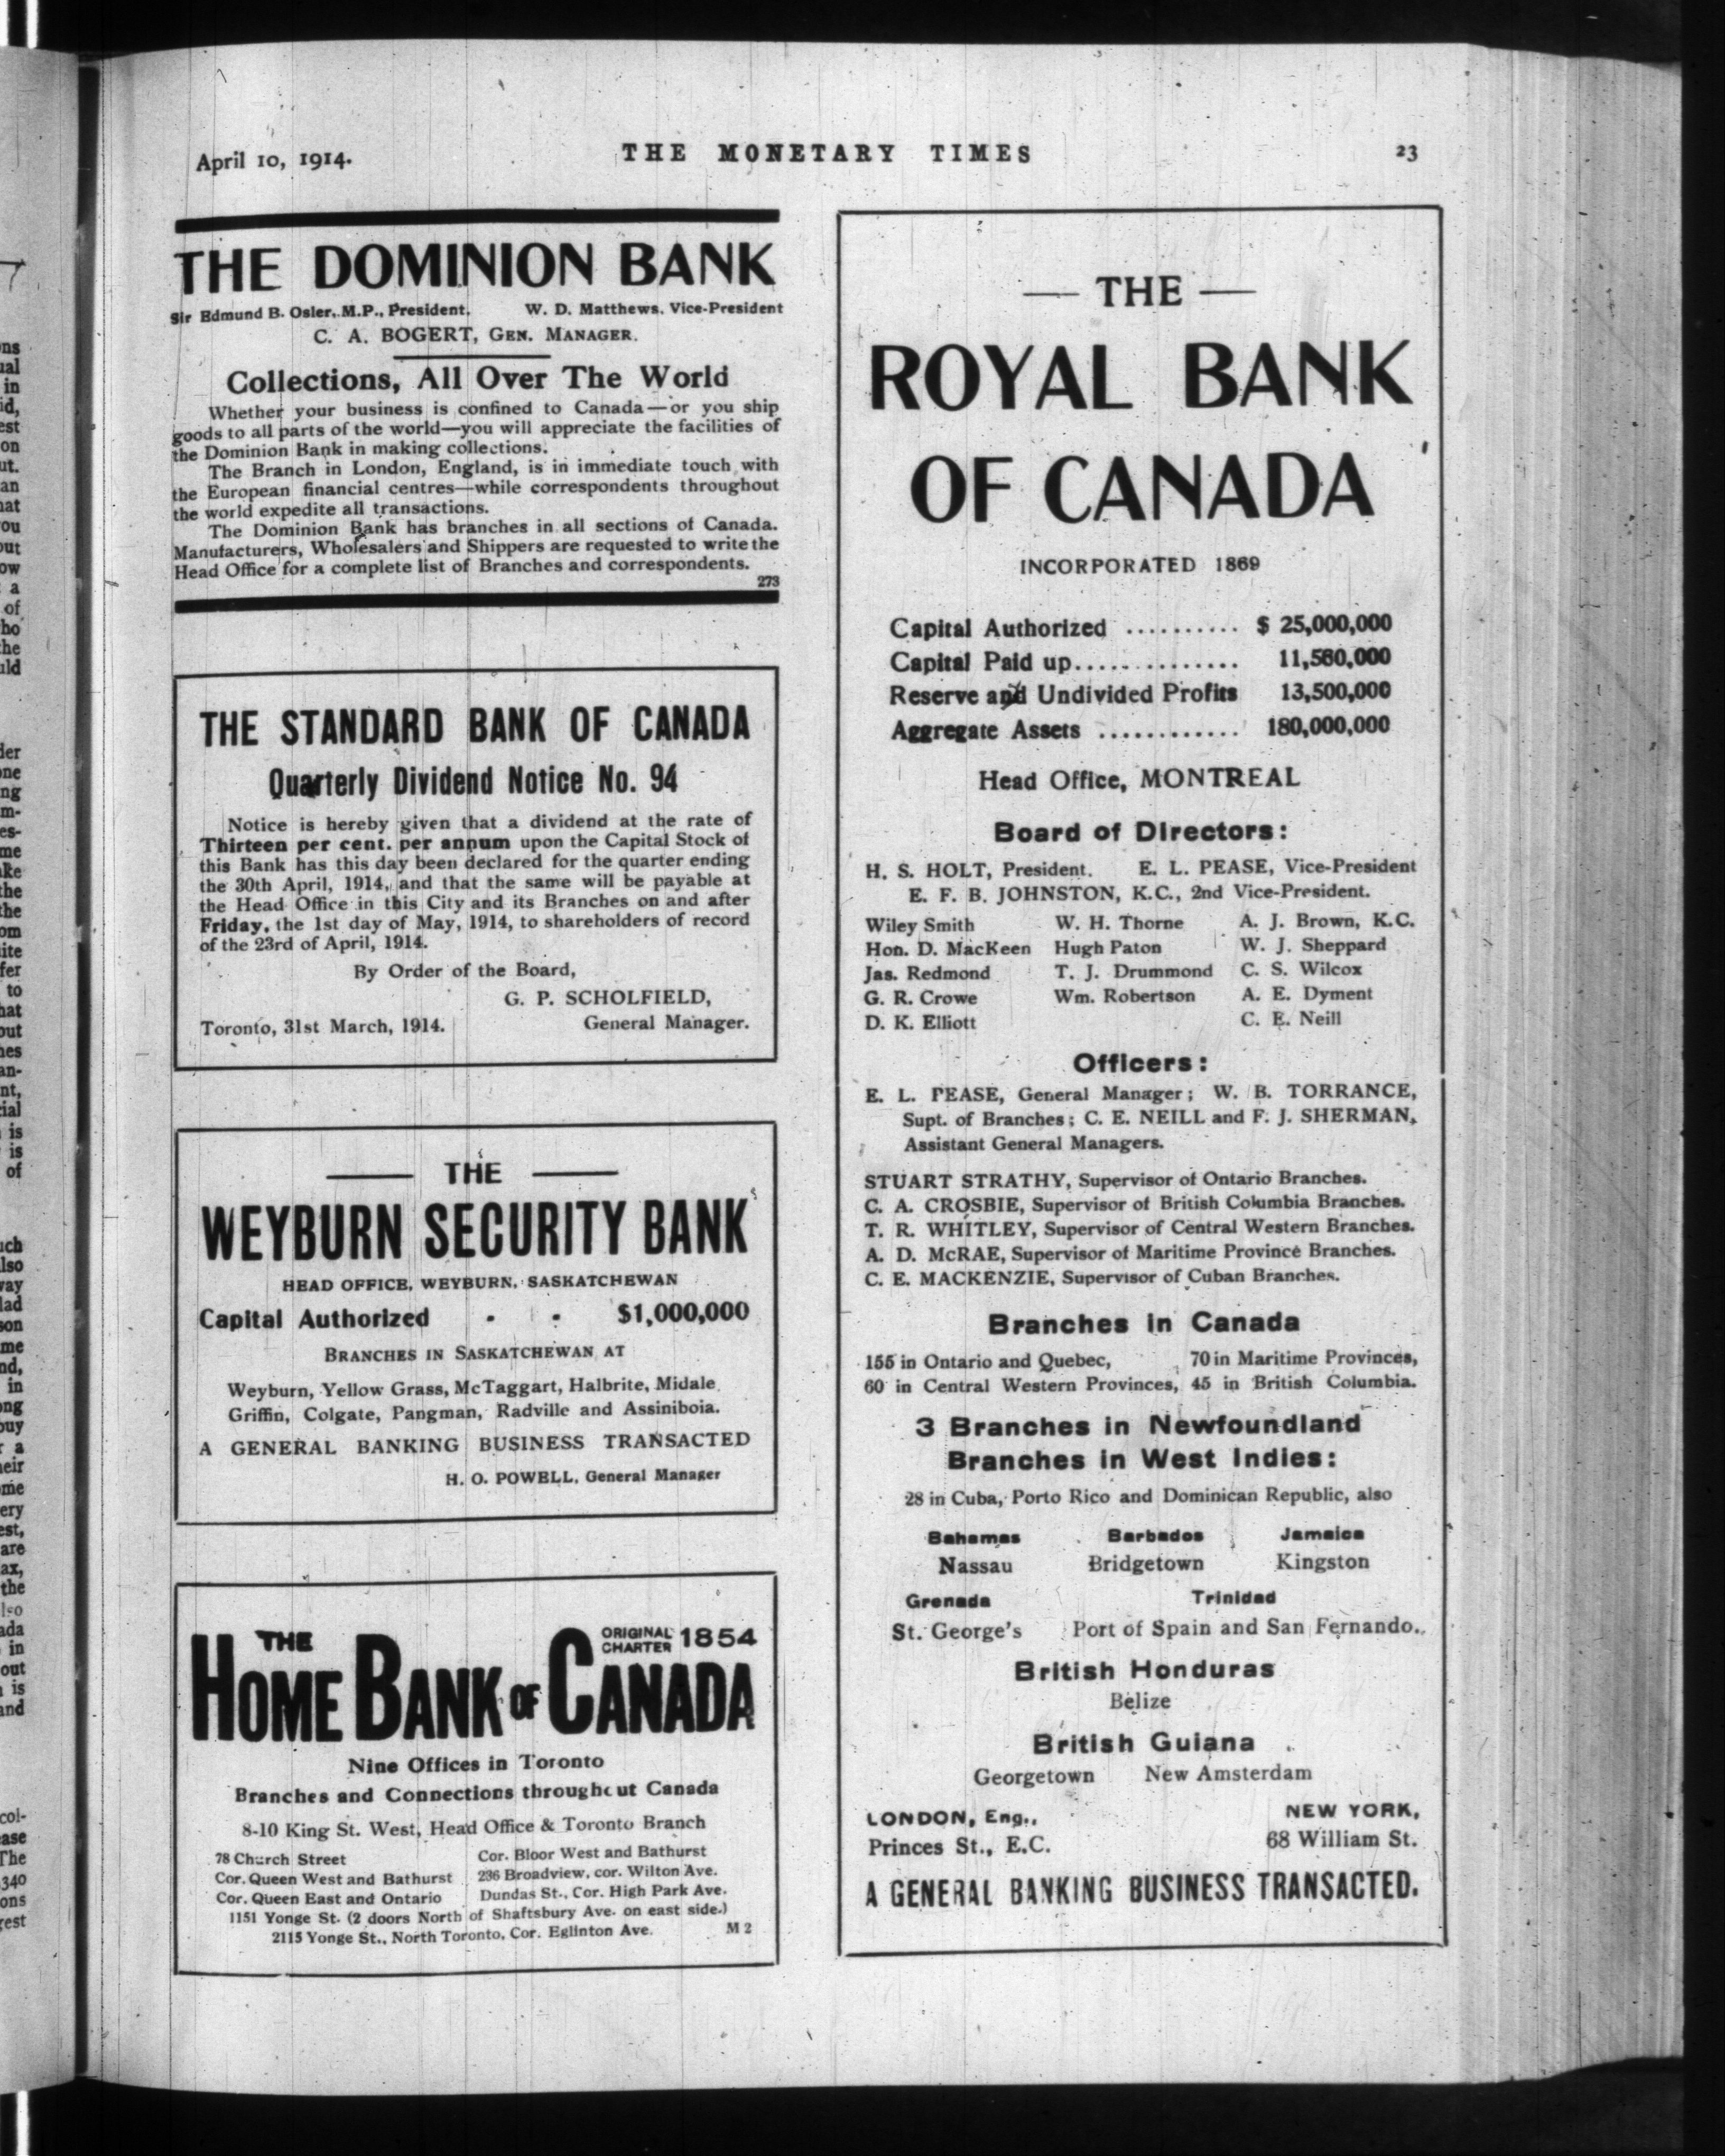 April 10, 1914.
THE MONETARY TIMES
23
THE DOMINION BANK
Sir Edmund B. Osler, M.P., President. W. D. Matthews, Vice-President
C. A. BOGERT, GEN. MANAGER.
Collections, All Over The World
Whether your business is confined to Canada—or you ship
goods to all parts of the world—you will appreciate the facilities of
the Dominion Bank in making collections.
The Branch in London, England, is in immediate touch with
the European financial centres—while correspondents throughout
the world expedite all transactions.
The Dominion Bank has branches in all sections of Canada.
Manufacturers, Wholesalers and Shippers are requested to write the
Head Office for a complete list of Branches and correspondents.
273
THE STANDARD BANK OF CANADA
Quarterly Dividend Notice No. 94
Notice is hereby given that a dividend at the rate of
Thirteen per cent. per annum upon the Capital Stock of
this Bank has this day been declared for the quarter ending
the 30th April, 1914, and that the same will be payable at
the Head Office in this City and its Branches on and after
Friday, the 1st day of May, 1914, to shareholders of record
of the 23rd of April, 1914.
By Order of the Board,
G. P. SCHOLFIELD,
Toronto, 31st March, 1914. General Manager.
THE
WEYBURN SECURITY BANK
HEAD OFFICE, WEYBURN, SASKATCHEWAN
Capital Authorized - - $1,000,000
BRANCHES IN SASKATCHEWAN AT
Weyburn, Yellow Grass, McTaggart, Halbrite, Midale
Griffin, Colgate, Pangman, Radville and Assiniboia.
A GENERAL BANKING BUSINESS TRANSACTED
H. O. POWELL, General Manager
THE
ORIGINAL CHARTER 1854
HOME BANK OF CANADA
Nine Offices in Toronto
Branches and Connections throughout Canada
8-10 King St. West, Head Office & Toronto Branch
78 Church Street Cor. Bloor West and Bathurst
Cor. Queen West and Bathurst 236 Broadview, cor. Wilton Ave.
Cor. Queen East and Ontario Dundas St., Cor. High Park Ave.
1151 Yonge St. (2 doors North of Shaftsbury Ave. on east side.)
2115 Yonge St., North Toronto, Cor. Eglinton Ave. M 2
THE
ROYAL BANK
OF CANADA
INCORPORATED 1869
Capital Authorized .......... $ 25,000,000
Capital Paid up.............. 11,560,000
Reserve and Undivided Profits 13,500,000
Aggregate Assets ............ 180,000,000
Head Office, MONTREAL
Board of Directors:
H. S. HOLT, President. E. L. PEASE, Vice-President
E. F. B. JOHNSTON, K.C., 2nd Vice-President.
Wiley Smith W. H. Thorne A. J. Brown, K.C.
Hon. D. MacKeen Hugh Paton W. J. Sheppard
Jas. Redmond T. J. Drummond C. S. Wilcox
G. R. Crowe Wm. Robertson A. E. Dyment
D. K. Elliott C. E. Neill
Officers:
E. L. PEASE, General Manager; W. B. TORRANCE,
Supt. of Branches; C. E. NEILL and F. J. SHERMAN,
Assistant General Managers.
STUART STRATHY, Supervisor of Ontario Branches.
C. A. CROSBIE, Supervisor of British Columbia Branches.
T. R. WHITLEY, Supervisor of Central Western Branches.
A. D. McRAE, Supervisor of Maritime Province Branches.
C. E. MACKENZIE, Supervisor of Cuban Branches.
Branches in Canada
155 in Ontario and Quebec, 70 in Maritime Provinces,
60 in Central Western Provinces, 45 in British Columbia.
3 Branches in Newfoundland
Branches in West Indies:
28 in Cuba, Porto Rico and Dominican Republic, also
Bahamas Barbados Jamaica
Nassau Bridgetown Kingston
Grenada Trinidad
St. George's Port of Spain and San Fernando.
British Honduras
Belize
British Guiana
Georgetown New Amsterdam
LONDON, Eng., NEW YORK,
Princes St., E.C. 68 William St.
A GENERAL BANKING BUSINESS TRANSACTED.